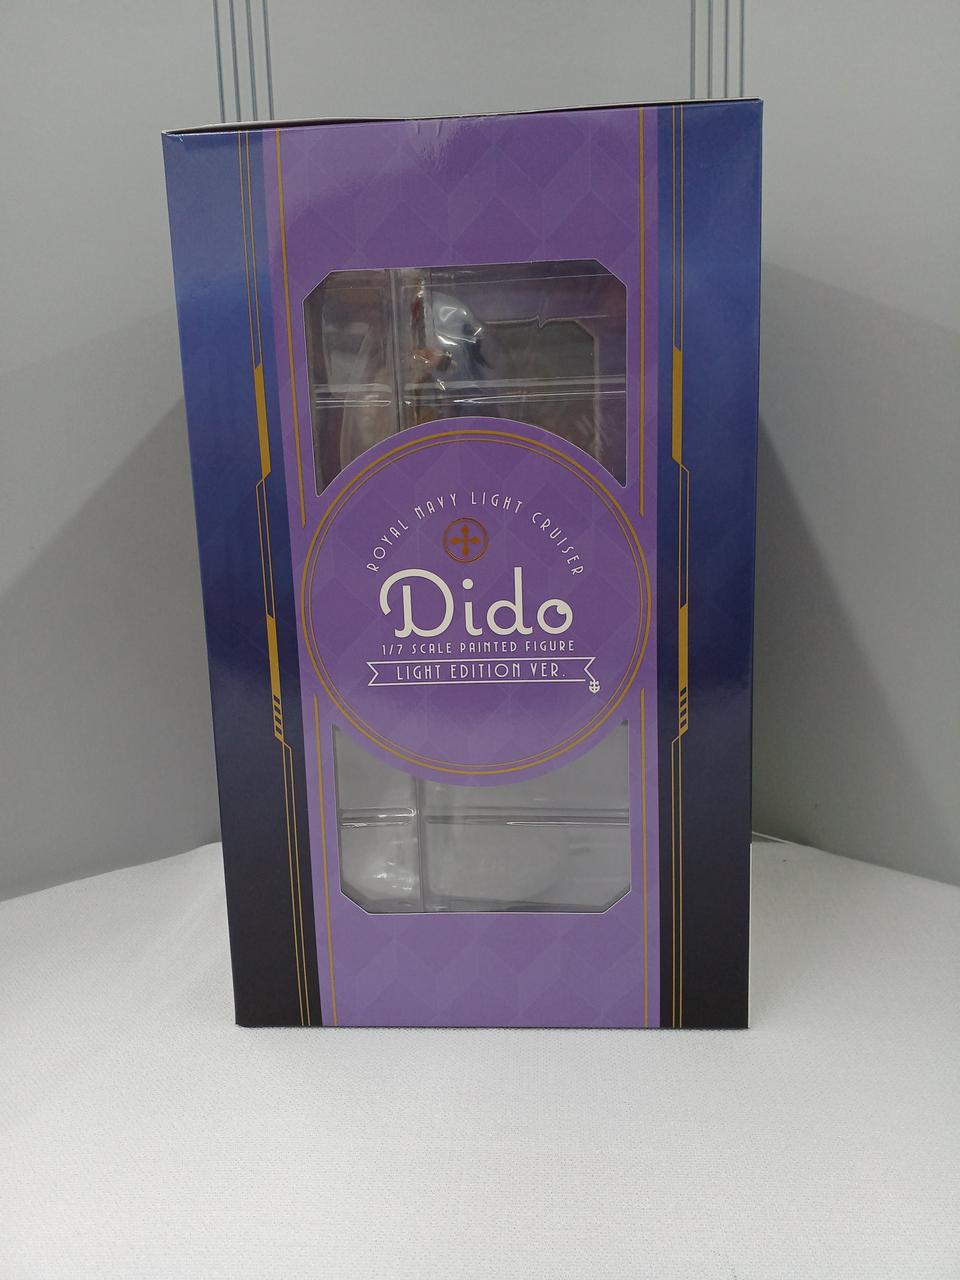 ROYAL NAVY LIGHT CRUISER
Dido
1/7 SCALE PAINTED FIGURE
LIGHT EDITION VER.